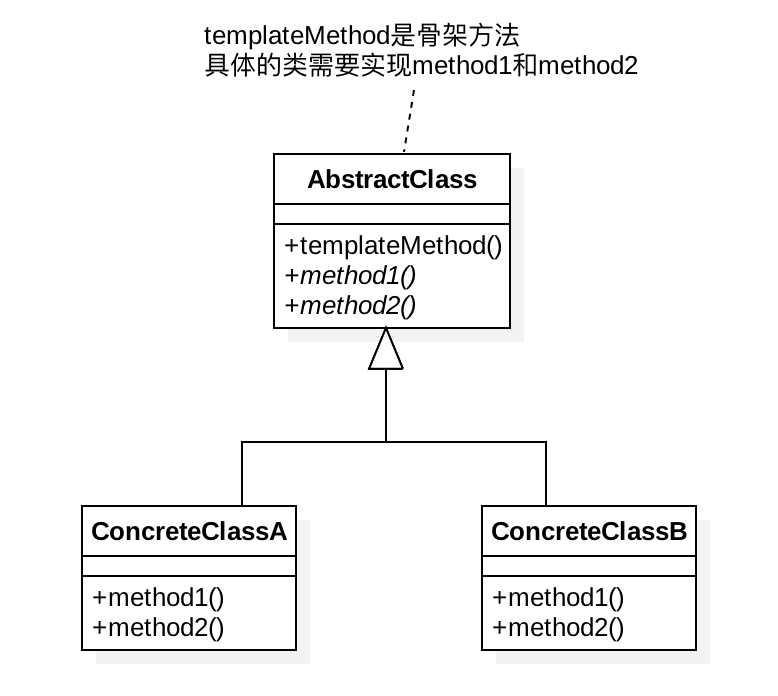 templateMethod是骨架方法
具体的类需要实现method1和method2
AbstractClass
+templateMethod()
+method1()
+method2()
ConcreteClassA
+method1()
+method2()
ConcreteClassB
+method1()
+method2()